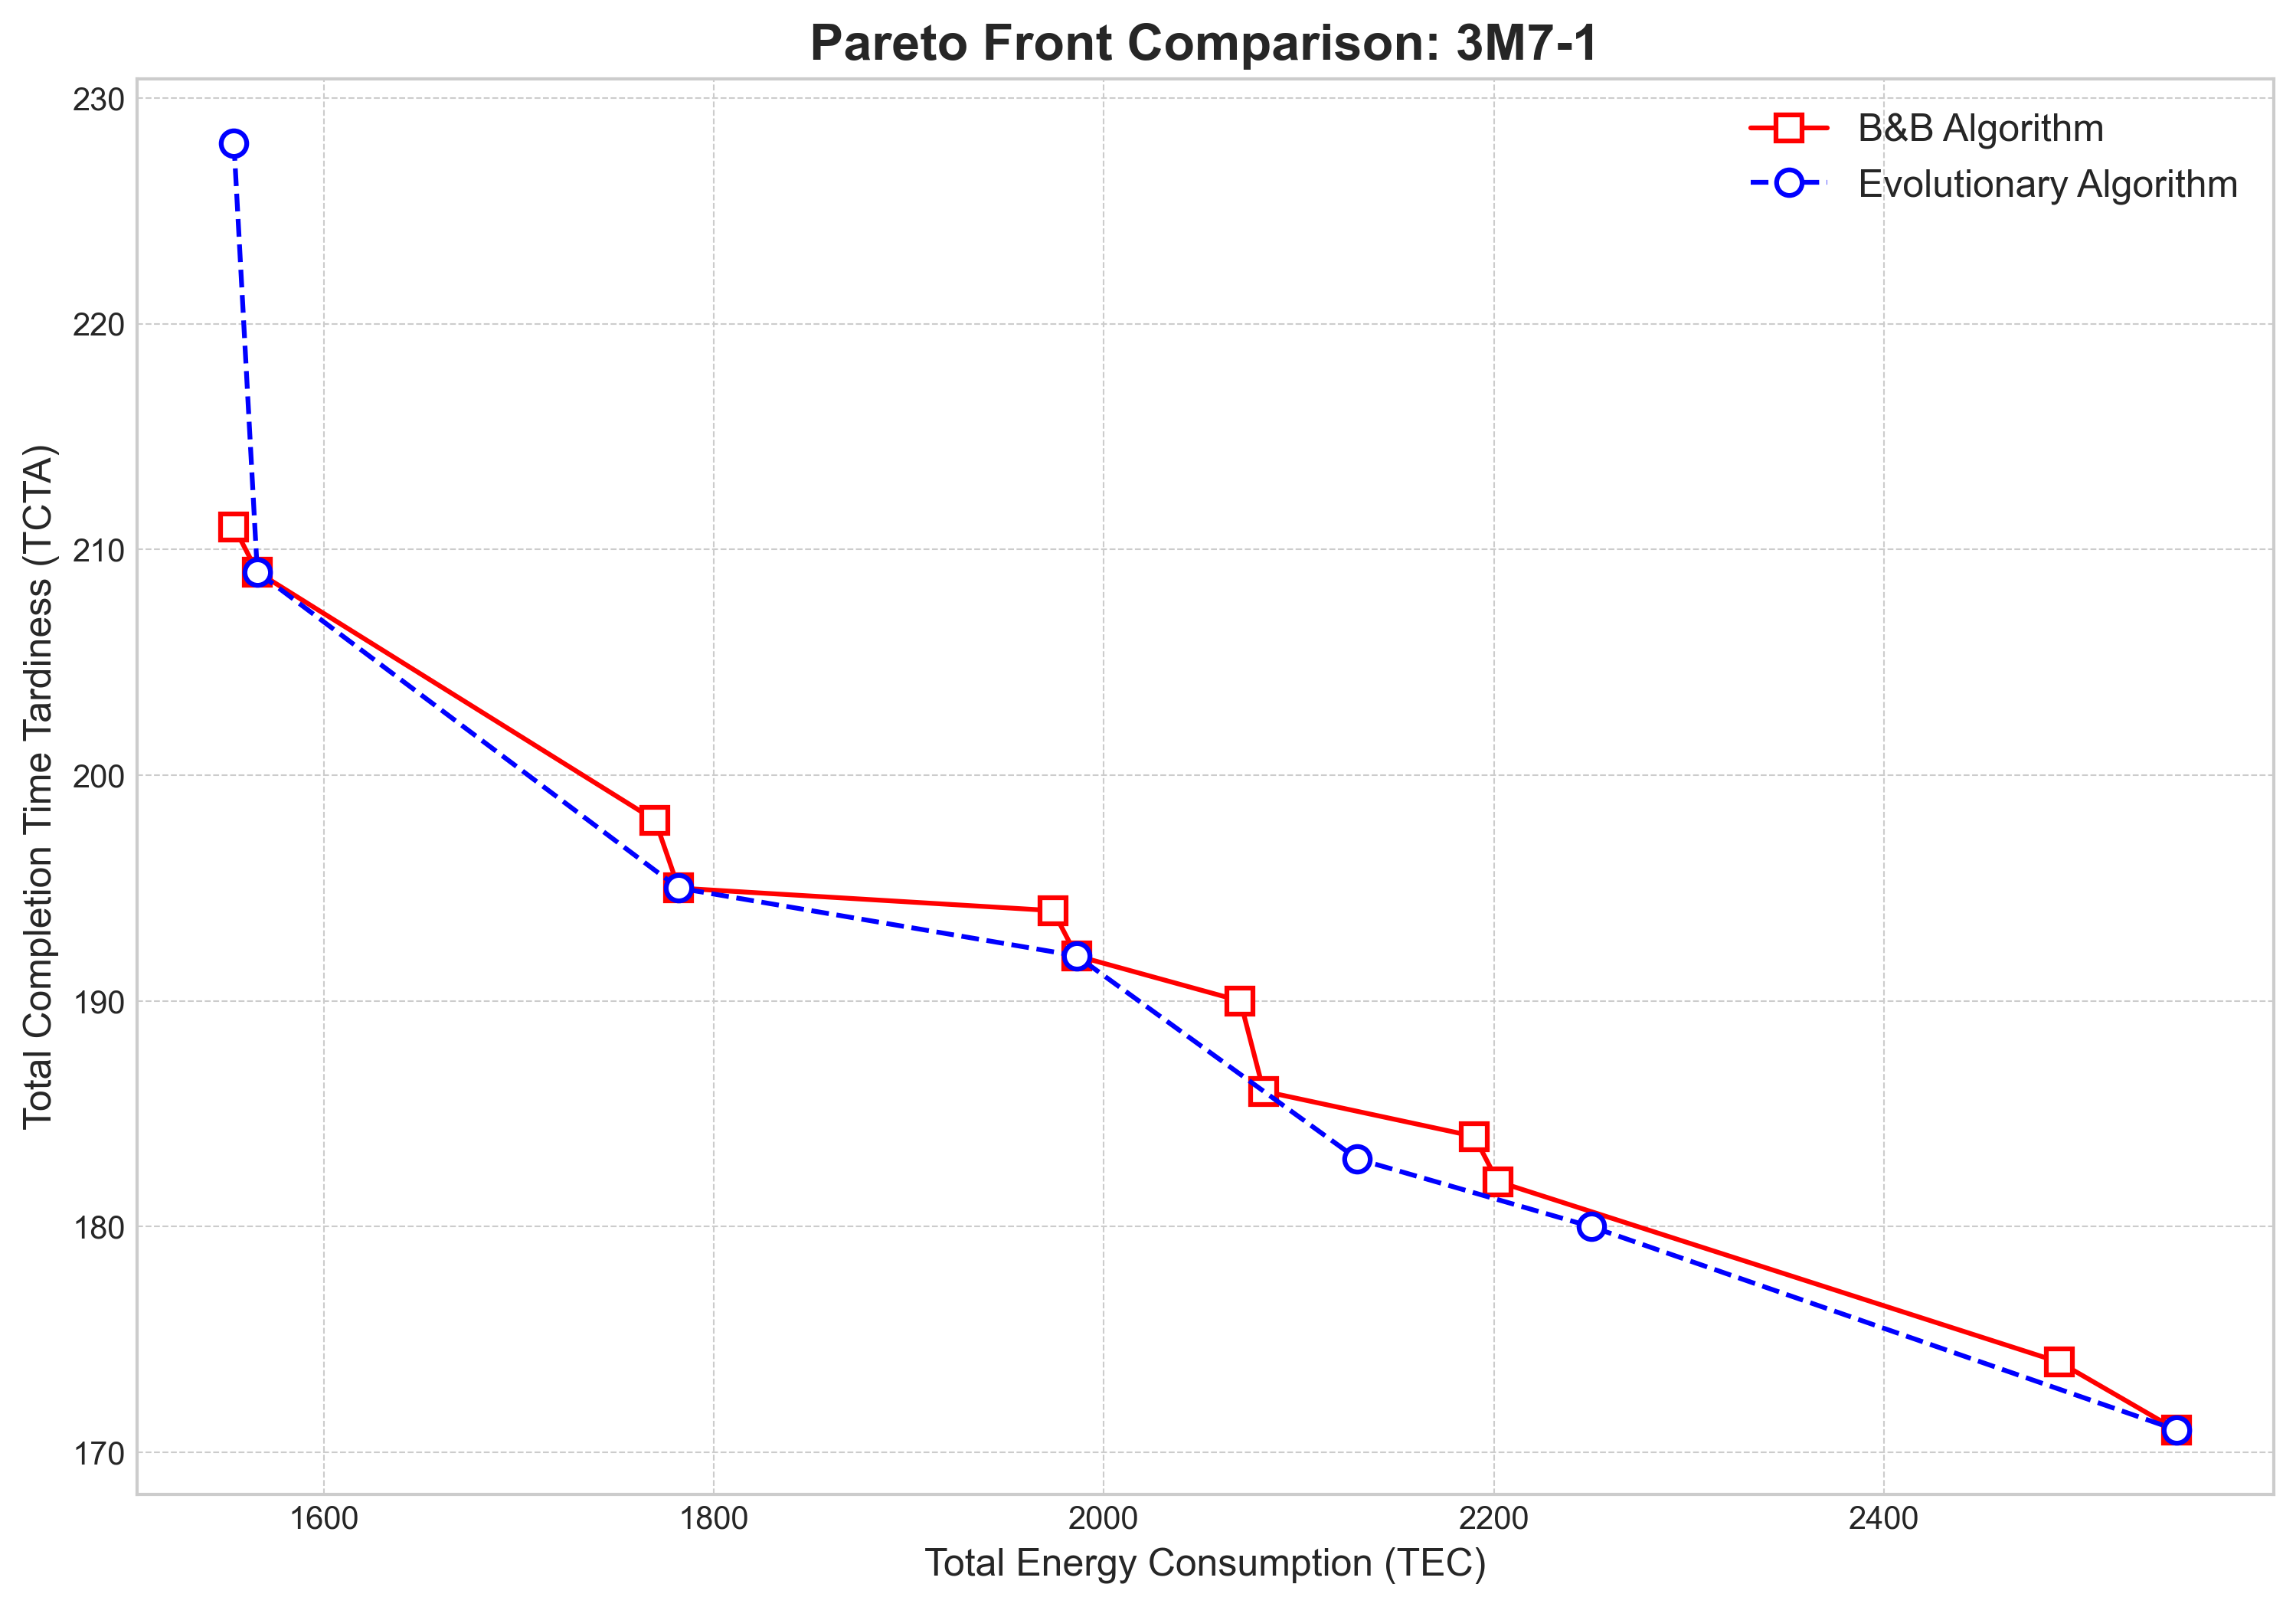 Pareto Front Comparison: 3M7-1
B&B Algorithm
Evolutionary Algorithm
Total Completion Time Tardiness (TCTA)
230
220
210
200
190
180
170
1600 1800 2000 2200 2400
Total Energy Consumption (TEC)